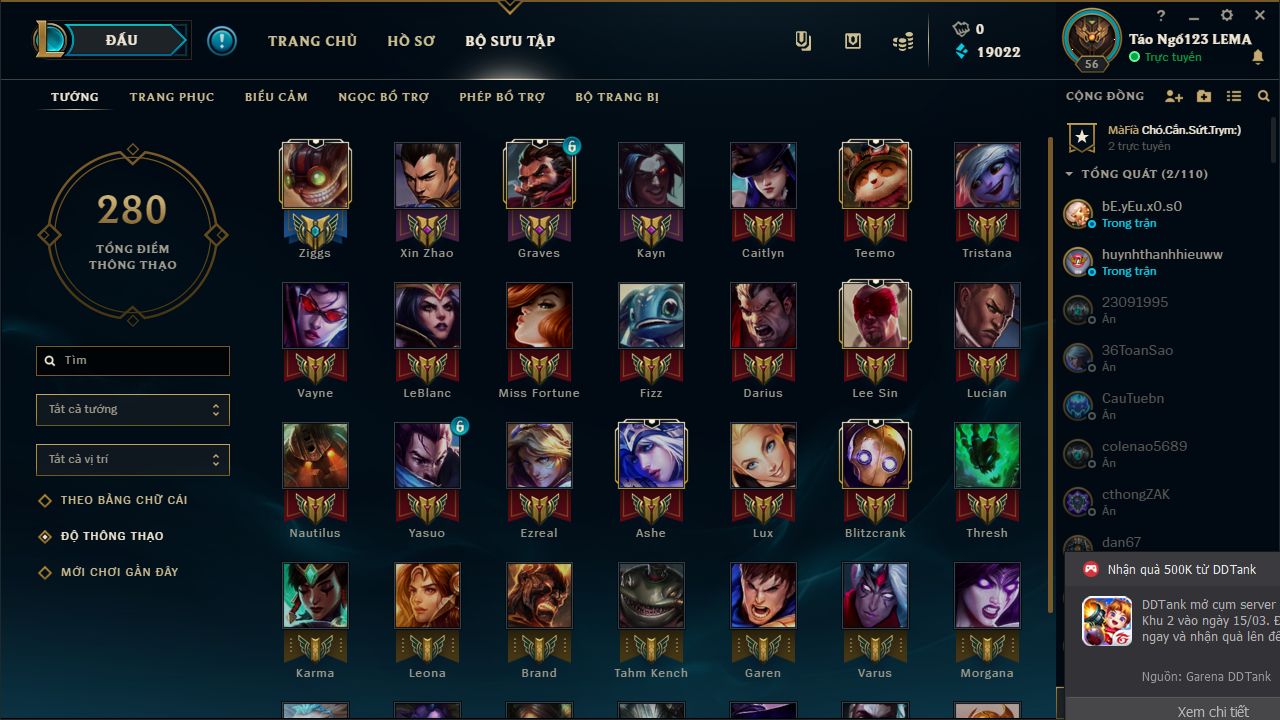 ĐẤU
TRANG CHỦ
HỒ SƠ
BỘ SƯU TẬP
0
19022
56
Táo Ngố123 LEMA
Trực tuyến
TƯỚNG
TRANG PHỤC
BIỂU CẢM
NGỌC BỔ TRỢ
PHÉP BỔ TRỢ
BỘ TRANG BỊ
280
TỔNG ĐIỂM
THÔNG THẠO
Tìm
Tất cả tướng
Tất cả vị trí
THEO BẢNG CHỮ CÁI
ĐỘ THÔNG THẠO
MỚI CHƠI GẦN ĐÂY
6
Ziggs
Xin Zhao
Graves
Kayn
Caitlyn
Teemo
Tristana
Vayne
LeBlanc
Miss Fortune
Fizz
Darius
Lee Sin
Lucian
6
Nautilus
Yasuo
Ezreal
Ashe
Lux
Blitzcrank
Thresh
Karma
Leona
Brand
Tahm Kench
Garen
Varus
Morgana
CỘNG ĐỒNG
MàFíà Chó.Cắn.Sứt.Trym:)
2 trực tuyến
TỔNG QUÁT (2/110)
bE.yEu.x0.s0
Trong trận
huynhthanhhieuww
Trong trận
23091995
Ẩn
36ToanSao
Ẩn
CauTuebn
Ẩn
colenao5689
Ẩn
cthongZAK
Ẩn
dan67
Nhận quà 500K từ DDTank
DDTank mở cụm server
Khu 2 vào ngày 15/03. Đ
ngay và nhận quà lên đế
Nguồn: Garena DDTank
Xem chi tiết